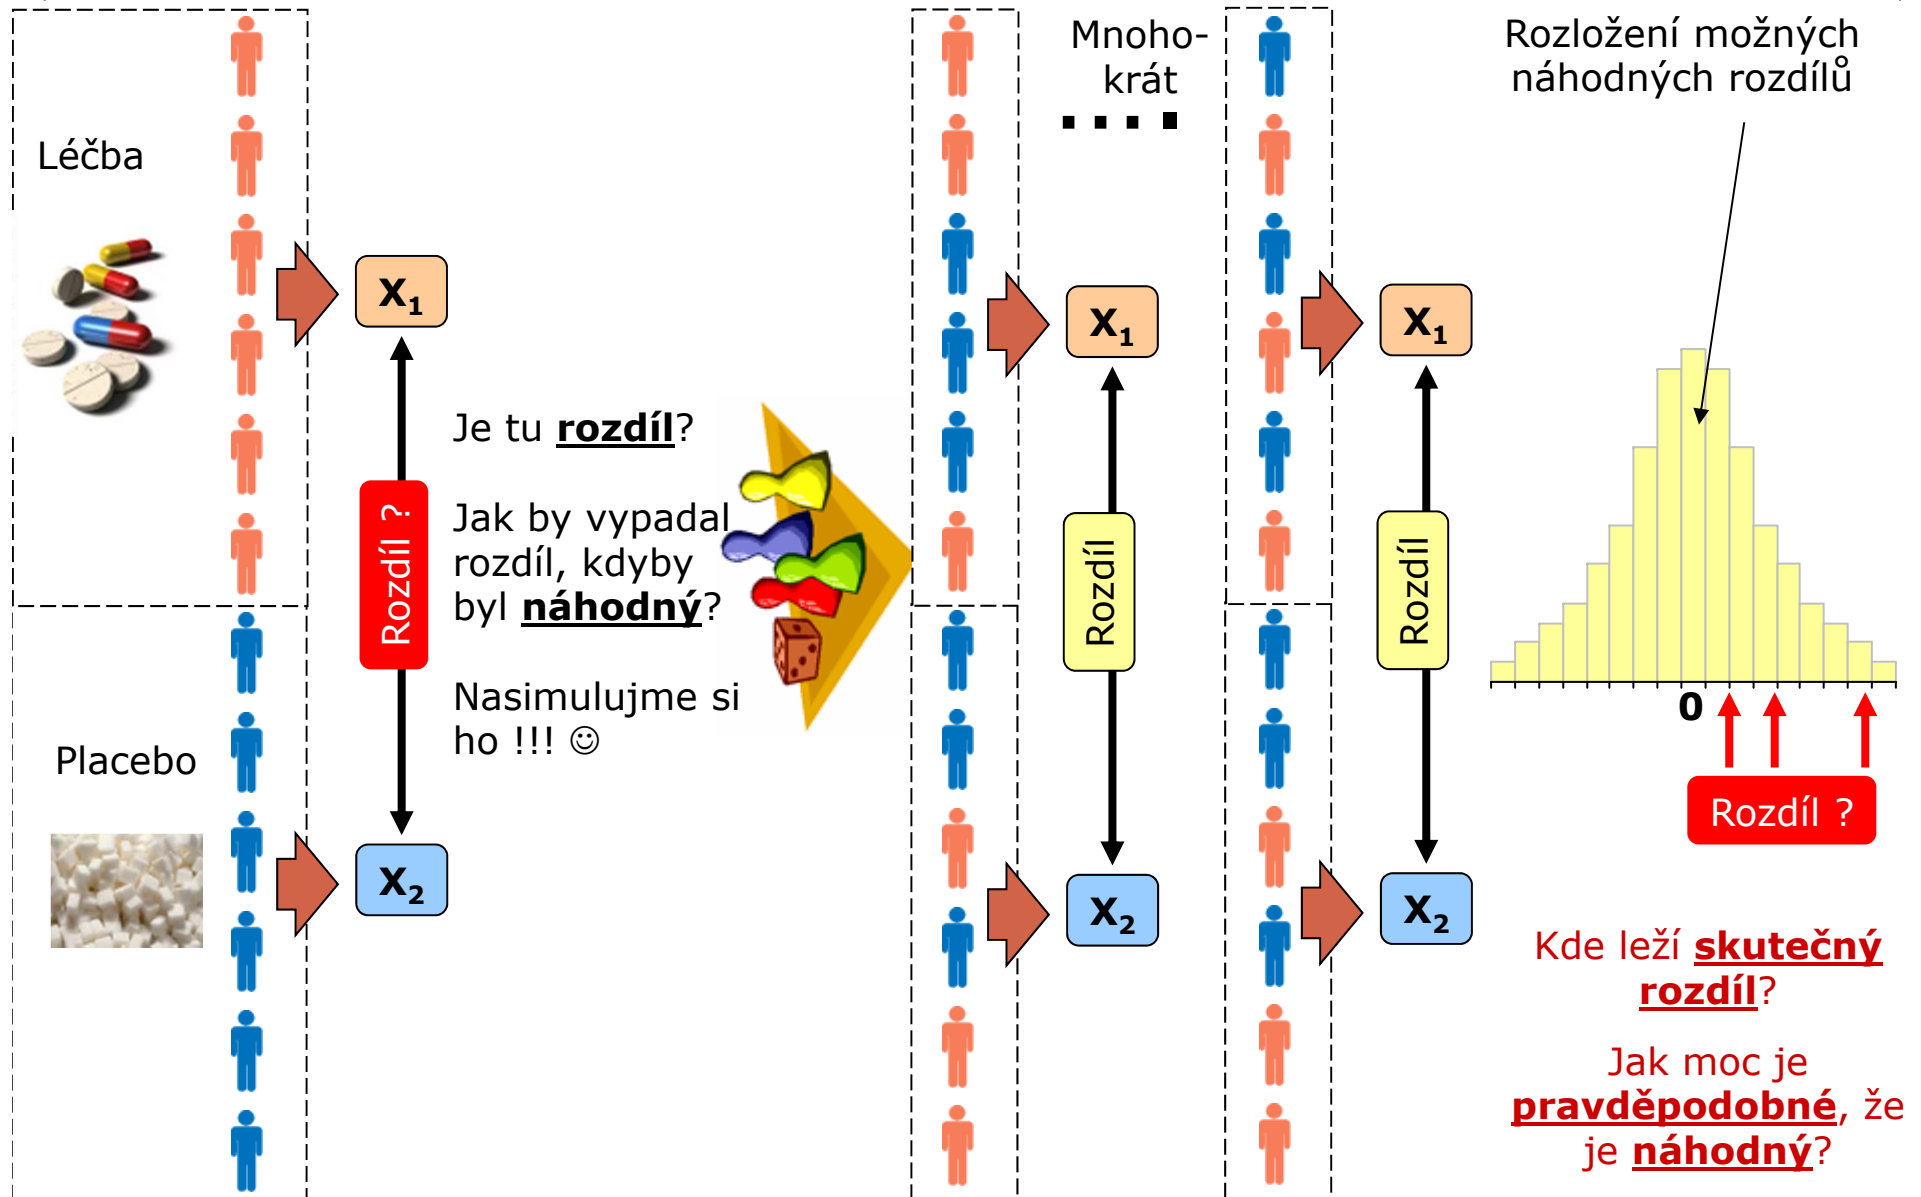 Léčba
Placebo
X1
Rozdíl ?
X2
Je tu rozdíl?
Jak by vypadal
rozdíl, kdyby
byl náhodný?
Nasimulujme si
ho !!! ☺
Mnoho-
krát
....
X1
Rozdíl
X2
X1
Rozdíl
X2
Rozložení možných
náhodných rozdílů
0
Rozdíl ?
Kde leží skutečný
rozdíl?
Jak moc je
pravděpodobné, že
je náhodný?